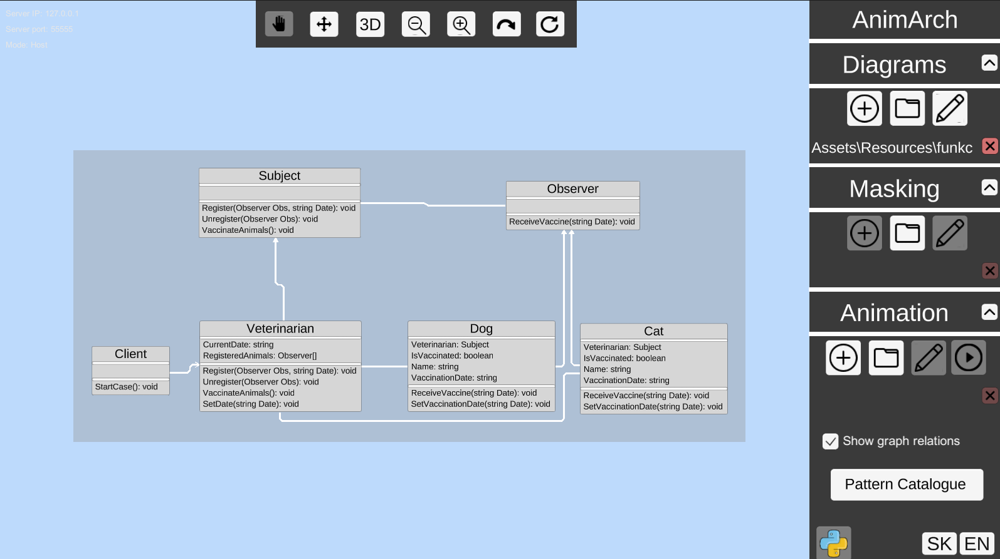 Server IP: 127.0.0.1
Server port: 55555
Mode: Host
3D
AnimArch
Diagrams
Assets\Resources\funkc
Masking
Animation
Show graph relations
Pattern Catalogue
SK EN
Subject
Register(Observer Obs, string Date): void
Unregister(Observer Obs): void
VaccinateAnimals(): void
Observer
ReceiveVaccine(string Date): void
Client
StartCase(): void
Veterinarian
CurrentDate: string
RegisteredAnimals: Observer[]
Register(Observer Obs, string Date): void
Unregister(Observer Obs): void
VaccinateAnimals(): void
SetDate(string Date): void
Dog
Veterinarian: Subject
IsVaccinated: boolean
Name: string
VaccinationDate: string
ReceiveVaccine(string Date): void
SetVaccinationDate(string Date): void
Cat
Veterinarian: Subject
IsVaccinated: boolean
Name: string
VaccinationDate: string
ReceiveVaccine(string Date): void
SetVaccinationDate(string Date): void